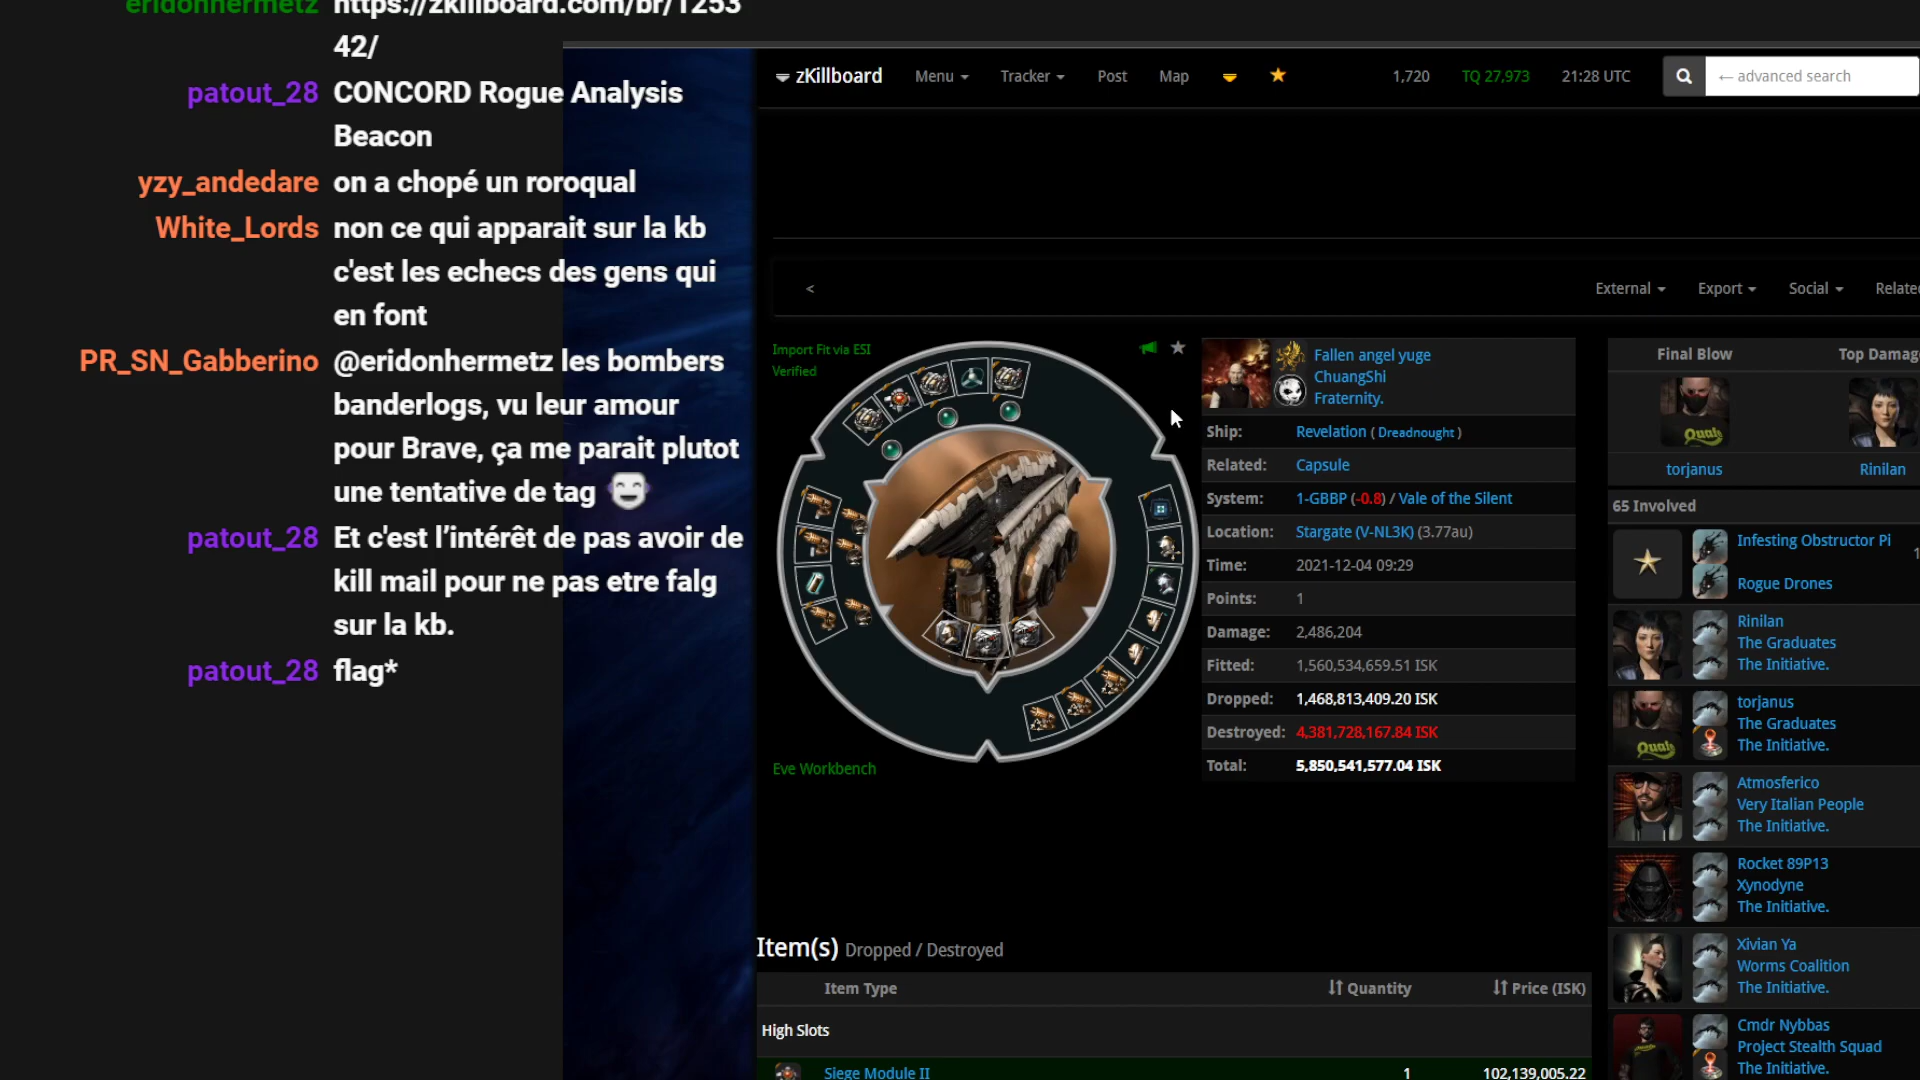 eridonhermetz https://zkillboard.com/br/1253
42/
patout_28 CONCORD Rogue Analysis
Beacon
yzy_andedare on a chopé un roroqual
White_Lords non ce qui apparait sur la kb
c'est les echecs des gens qui
en font
PR_SN_Gabberino @eridonhermetz les bombers
banderlogs, vu leur amour
pour Brave, ça me parait plutot
une tentative de tag
patout_28 Et c'est l’intérêt de pas avoir de
kill mail pour ne pas etre falg
sur la kb.
patout_28 flag*
zKillboard Menu Tracker Post Map 1,720 TQ 27,973 21:28 UTC ← advanced search
< External Export Social Related
Import Fit via ESI
Verified
Eve Workbench
Fallen angel yuge
ChuangShi
Fraternity.
Ship: Revelation ( Dreadnought )
Related: Capsule
System: 1-GBBP (-0.8) / Vale of the Silent
Location: Stargate (V-NL3K) (3.77au)
Time: 2021-12-04 09:29
Points: 1
Damage: 2,486,204
Fitted: 1,560,534,659.51 ISK
Dropped: 1,468,813,409.20 ISK
Destroyed: 4,381,728,167.84 ISK
Total: 5,850,541,577.04 ISK
Final Blow Top Damage
Quals
torjanus Rinilan
65 Involved
Infesting Obstructor Pi
1
Rogue Drones
Rinilan
The Graduates
The Initiative.
torjanus
The Graduates
The Initiative.
Quals
Atmosferico
Very Italian People
The Initiative.
Rocket 89P13
Xynodyne
The Initiative.
Xivian Ya
Worms Coalition
The Initiative.
Cmdr Nybbas
Project Stealth Squad
The Initiative.
Item(s) Dropped / Destroyed
Item Type Quantity Price (ISK)
High Slots
Siege Module II 1 102,139,005.22